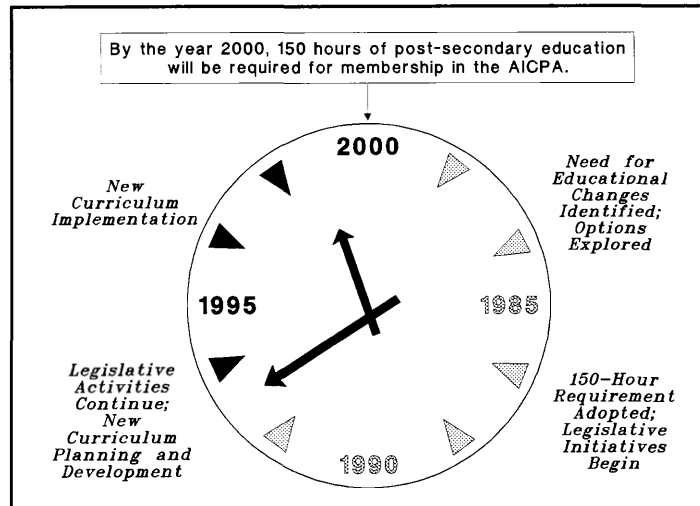 By the year 2000, 150 hours of post-secondary education
will be required for membership in the AICPA.
2000
Need for
Educational
Changes
Identified;
Options
Explored
New
Curriculum
Implementation
1995
1985
Legislative
Activities
Continue;
New
Curriculum
Planning and
Development
150-Hour
Requirement
Adopted;
Legislative
Initiatives
Begin
1990